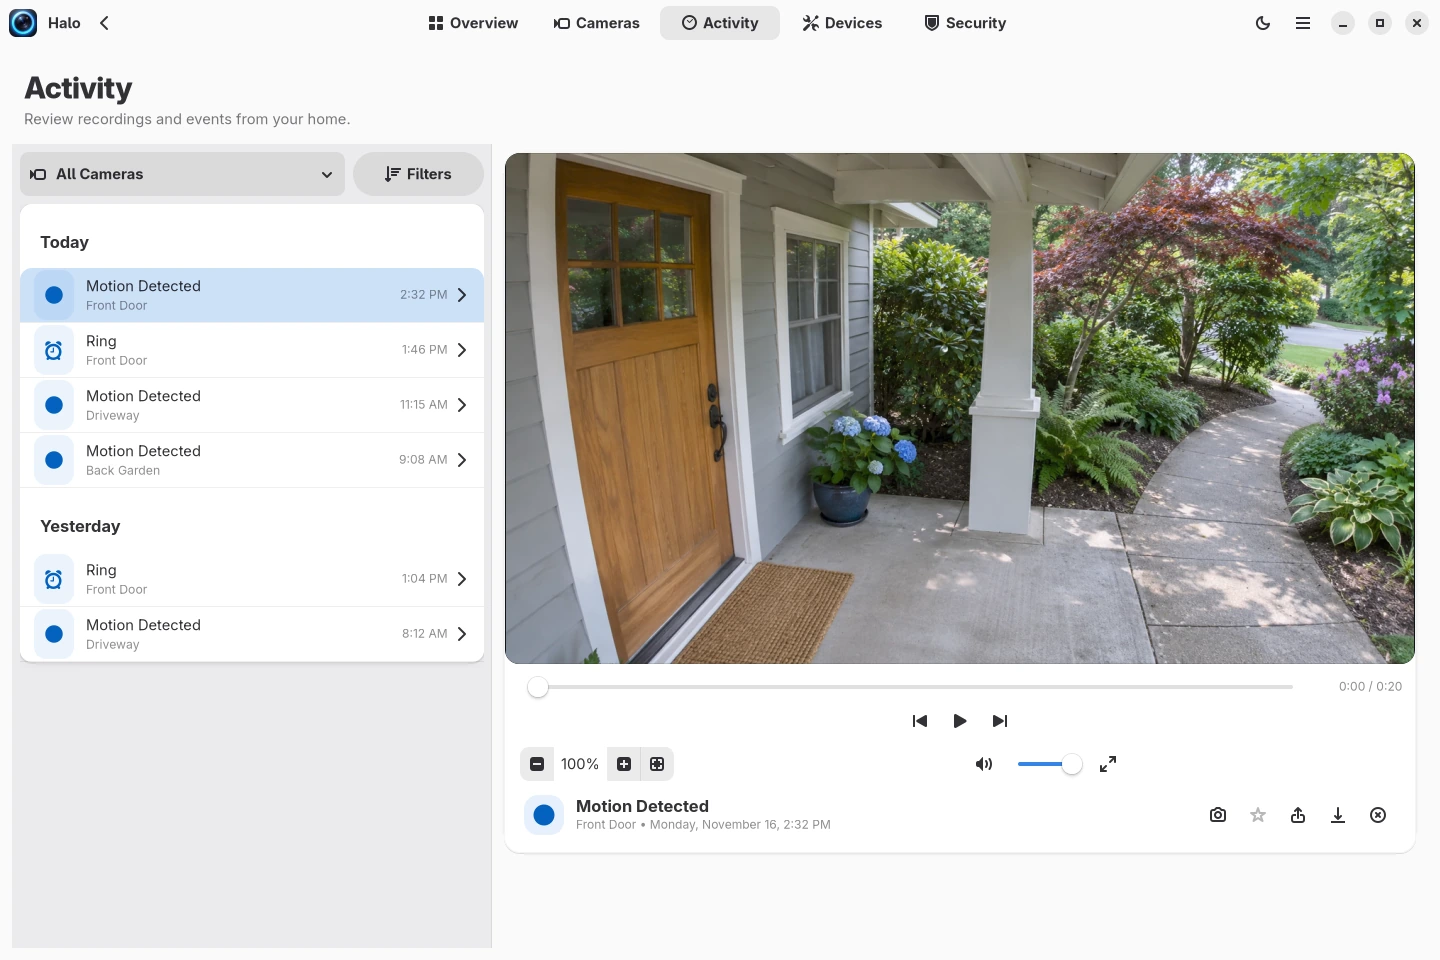 Halo
Overview
Cameras
Activity
Devices
Security
Activity
Review recordings and events from your home.
All Cameras
Filters
Today
Motion Detected
Front Door
2:32 PM
Ring
Front Door
1:46 PM
Motion Detected
Driveway
11:15 AM
Motion Detected
Back Garden
9:08 AM
Yesterday
Ring
Front Door
1:04 PM
Motion Detected
Driveway
8:12 AM
0:00 / 0:20
100%
Motion Detected
Front Door • Monday, November 16, 2:32 PM